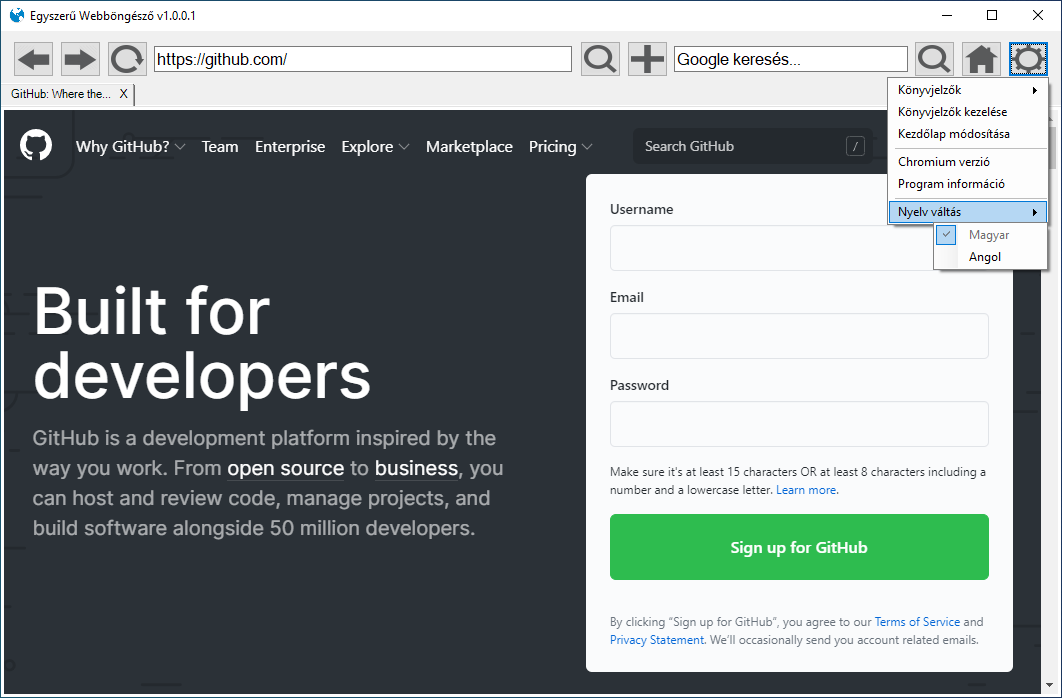 Egyszerű Webböngésző v1.0.0.1
https://github.com/
Google keresés...
GitHub: Where the... X
Könyvjelzők
Könyvjelzők kezelése
Kezdőlap módosítása
Chromium verzió
Program információ
Nyelv váltás
Magyar
Angol
Why GitHub? Team Enterprise Explore Marketplace Pricing
Search GitHub /
Built for
developers
GitHub is a development platform inspired by the
way you work. From open source to business, you
can host and review code, manage projects, and
build software alongside 50 million developers.
Username
Email
Password
Make sure it's at least 15 characters OR at least 8 characters including a
number and a lowercase letter. Learn more.
Sign up for GitHub
By clicking “Sign up for GitHub”, you agree to our Terms of Service and
Privacy Statement. We’ll occasionally send you account related emails.